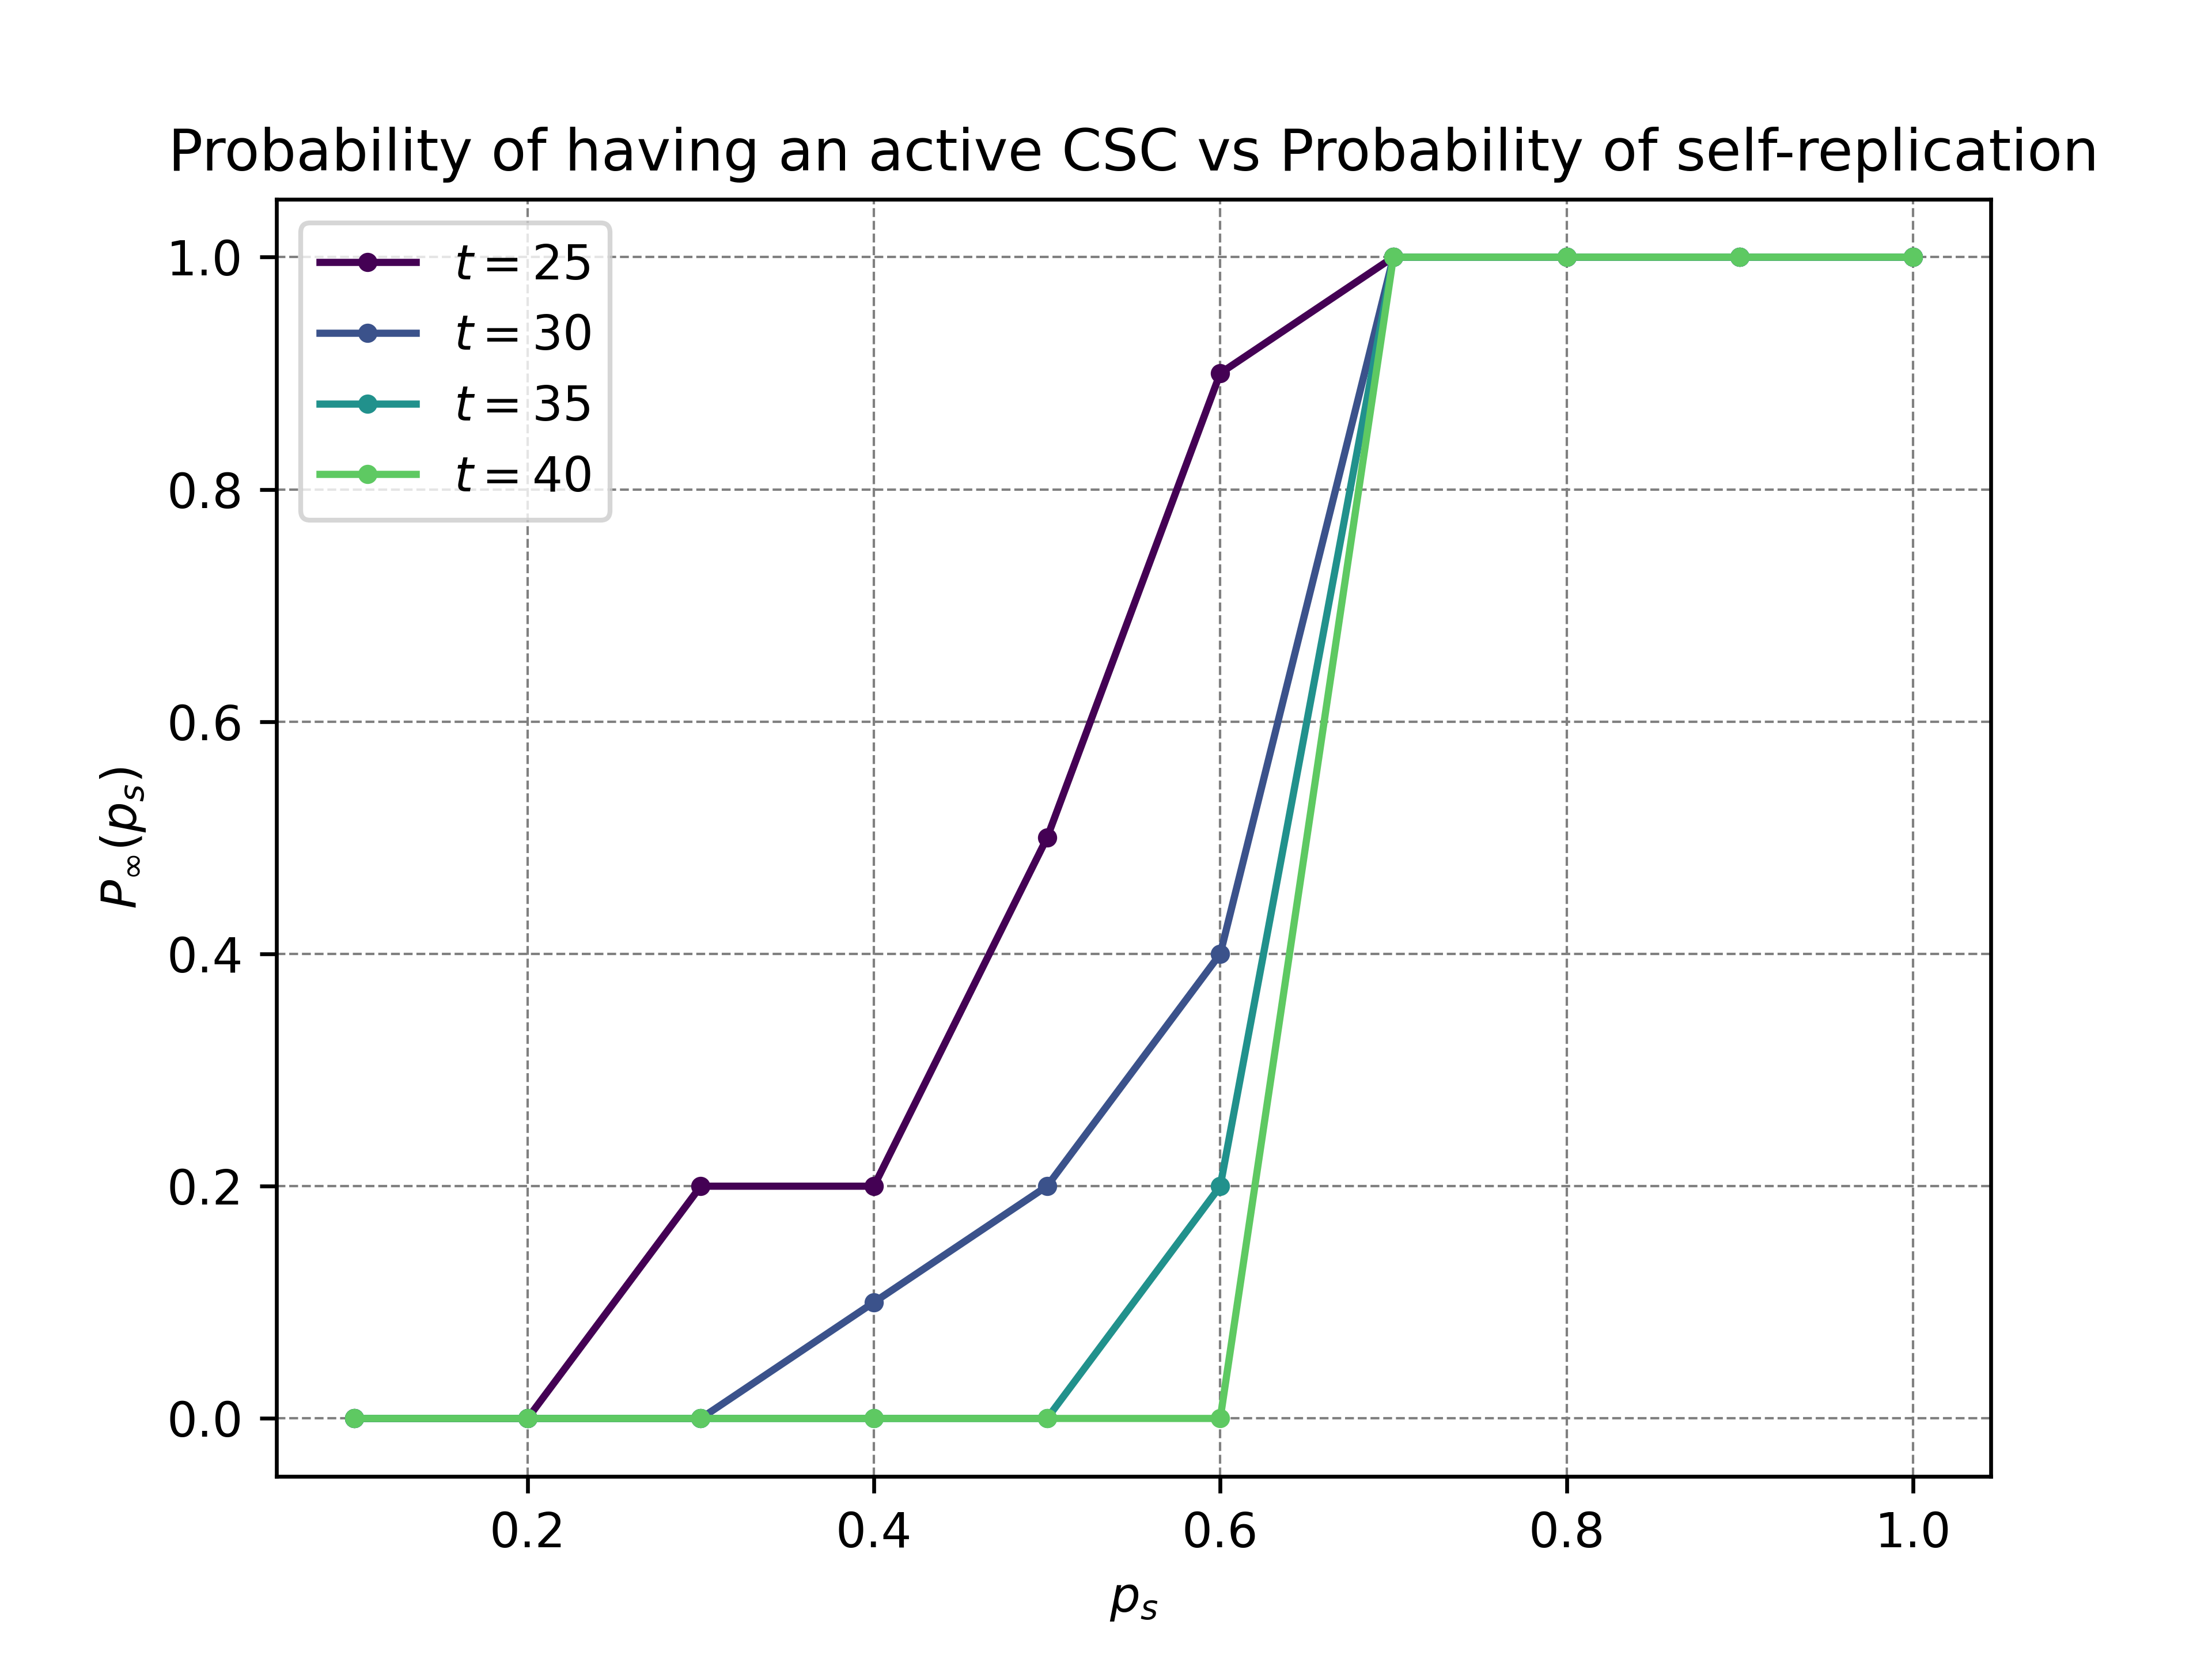 Probability of having an active CSC vs Probability of self-replication
1.0
0.8
0.6
0.4
0.2
0.0
t = 25
t = 30
t = 35
t = 40
P∞(pₛ)
0.2 0.4 0.6 0.8 1.0
pₛ